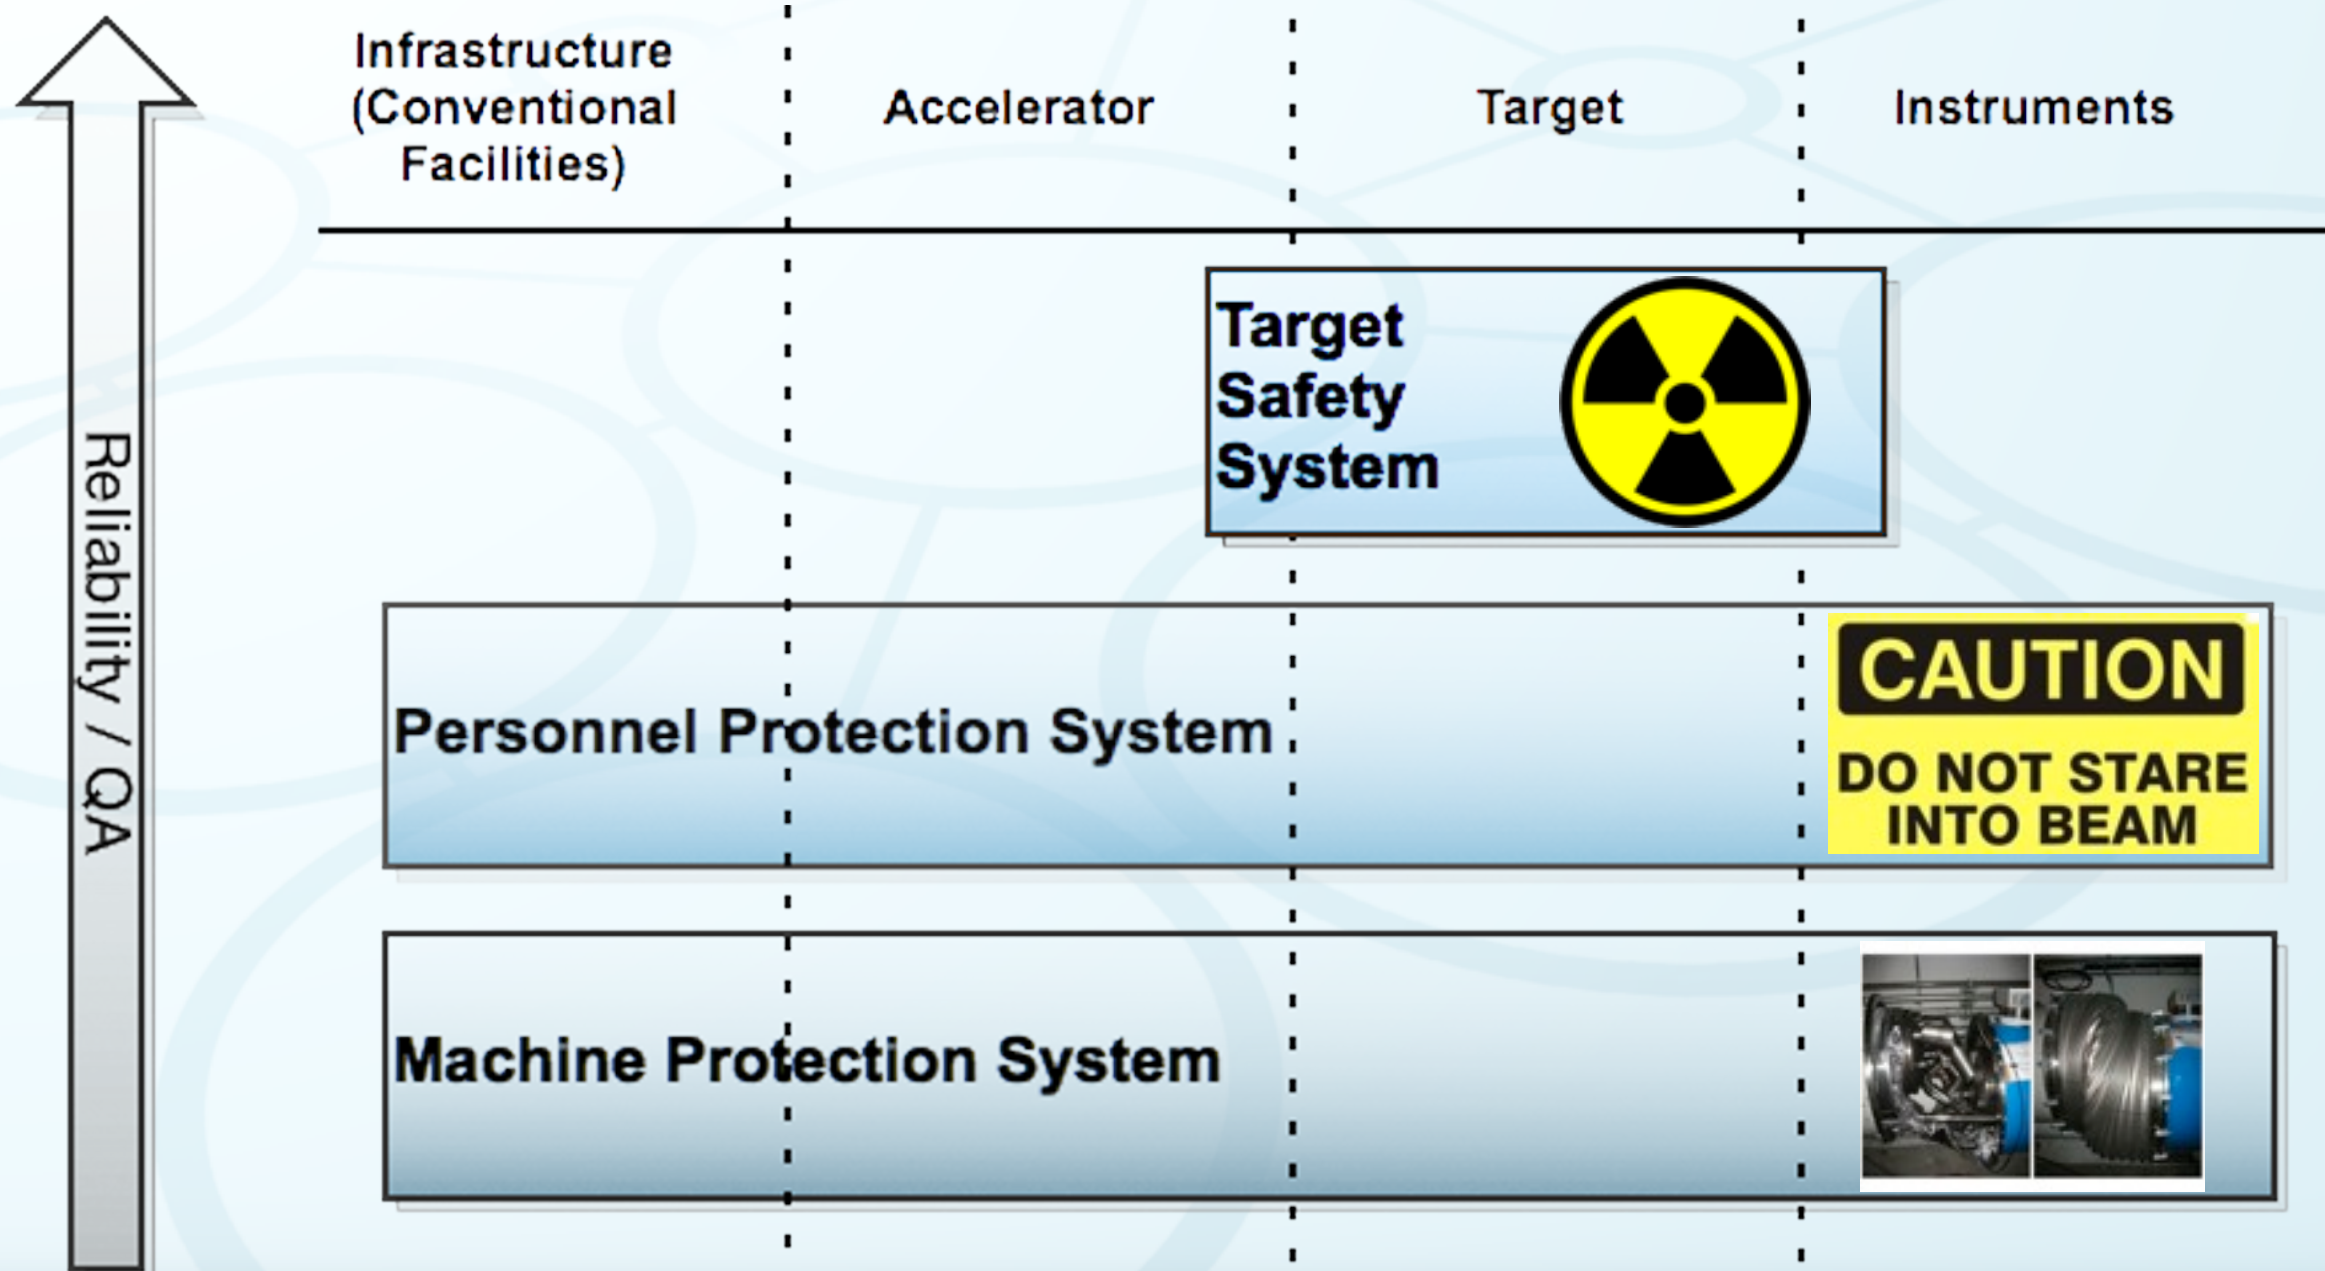 Infrastructure
(Conventional
Facilities)
Accelerator
Target
Instruments
Reliability / QA
Target
Safety
System
Personnel Protection System
CAUTION
DO NOT STARE
INTO BEAM
Machine Protection System